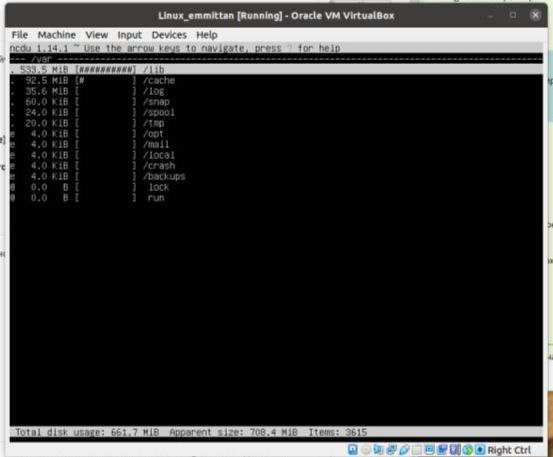 Linux_emmittan [Running] - Oracle VM VirtualBox
File Machine View Input Devices Help
ncdu 1.14.1 ~ Use the arrow keys to navigate, press ? for help
--- /var ---
. 533.5 MiB [##########] /lib
. 92.5 MiB [# ] /cache
. 35.6 MiB [ ] /log
. 60.0 KiB [ ] /snap
. 24.0 KiB [ ] /spool
. 20.0 KiB [ ] /tmp
e 4.0 KiB [ ] /opt
e 4.0 KiB [ ] /mail
e 4.0 KiB [ ] /local
e 4.0 KiB [ ] /crash
e 4.0 KiB [ ] /backups
@ 0.0 B [ ] lock
@ 0.0 B [ ] run
Total disk usage: 661.7 MiB Apparent size: 708.4 MiB Items: 3615
Right Ctrl